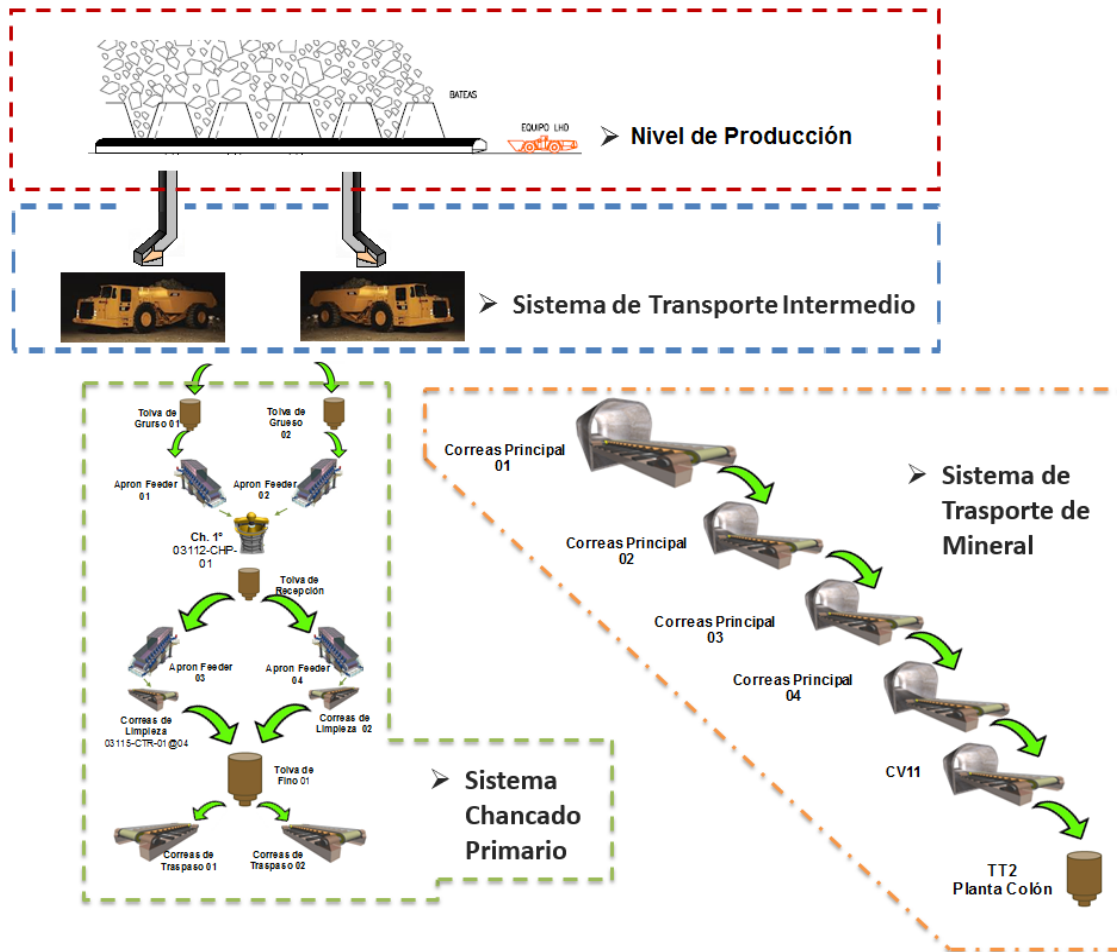 BATEAS
EQUIPO LHD
➢ Nivel de Producción
➢ Sistema de Transporte Intermedio
Tolva de
Grurso 01
Tolva de
Grueso
02
Apron Feeder
01
Apron Feeder
02
Ch. 1º
03112-CHP-
01
Tolva de
Recepción
Apron Feeder
03
Apron Feeder
04
Correas de
Limpieza
03115-CTR-01@04
Correas de
Limpieza 02
Tolva de
Fino 01
Correas de
Traspaso 01
Correas de
Traspaso 02
➢ Sistema
Chancado
Primario
Correas Principal
01
Correas Principal
02
Correas Principal
03
Correas Principal
04
CV11
TT2
Planta Colón
➢ Sistema de
Trasporte de
Mineral